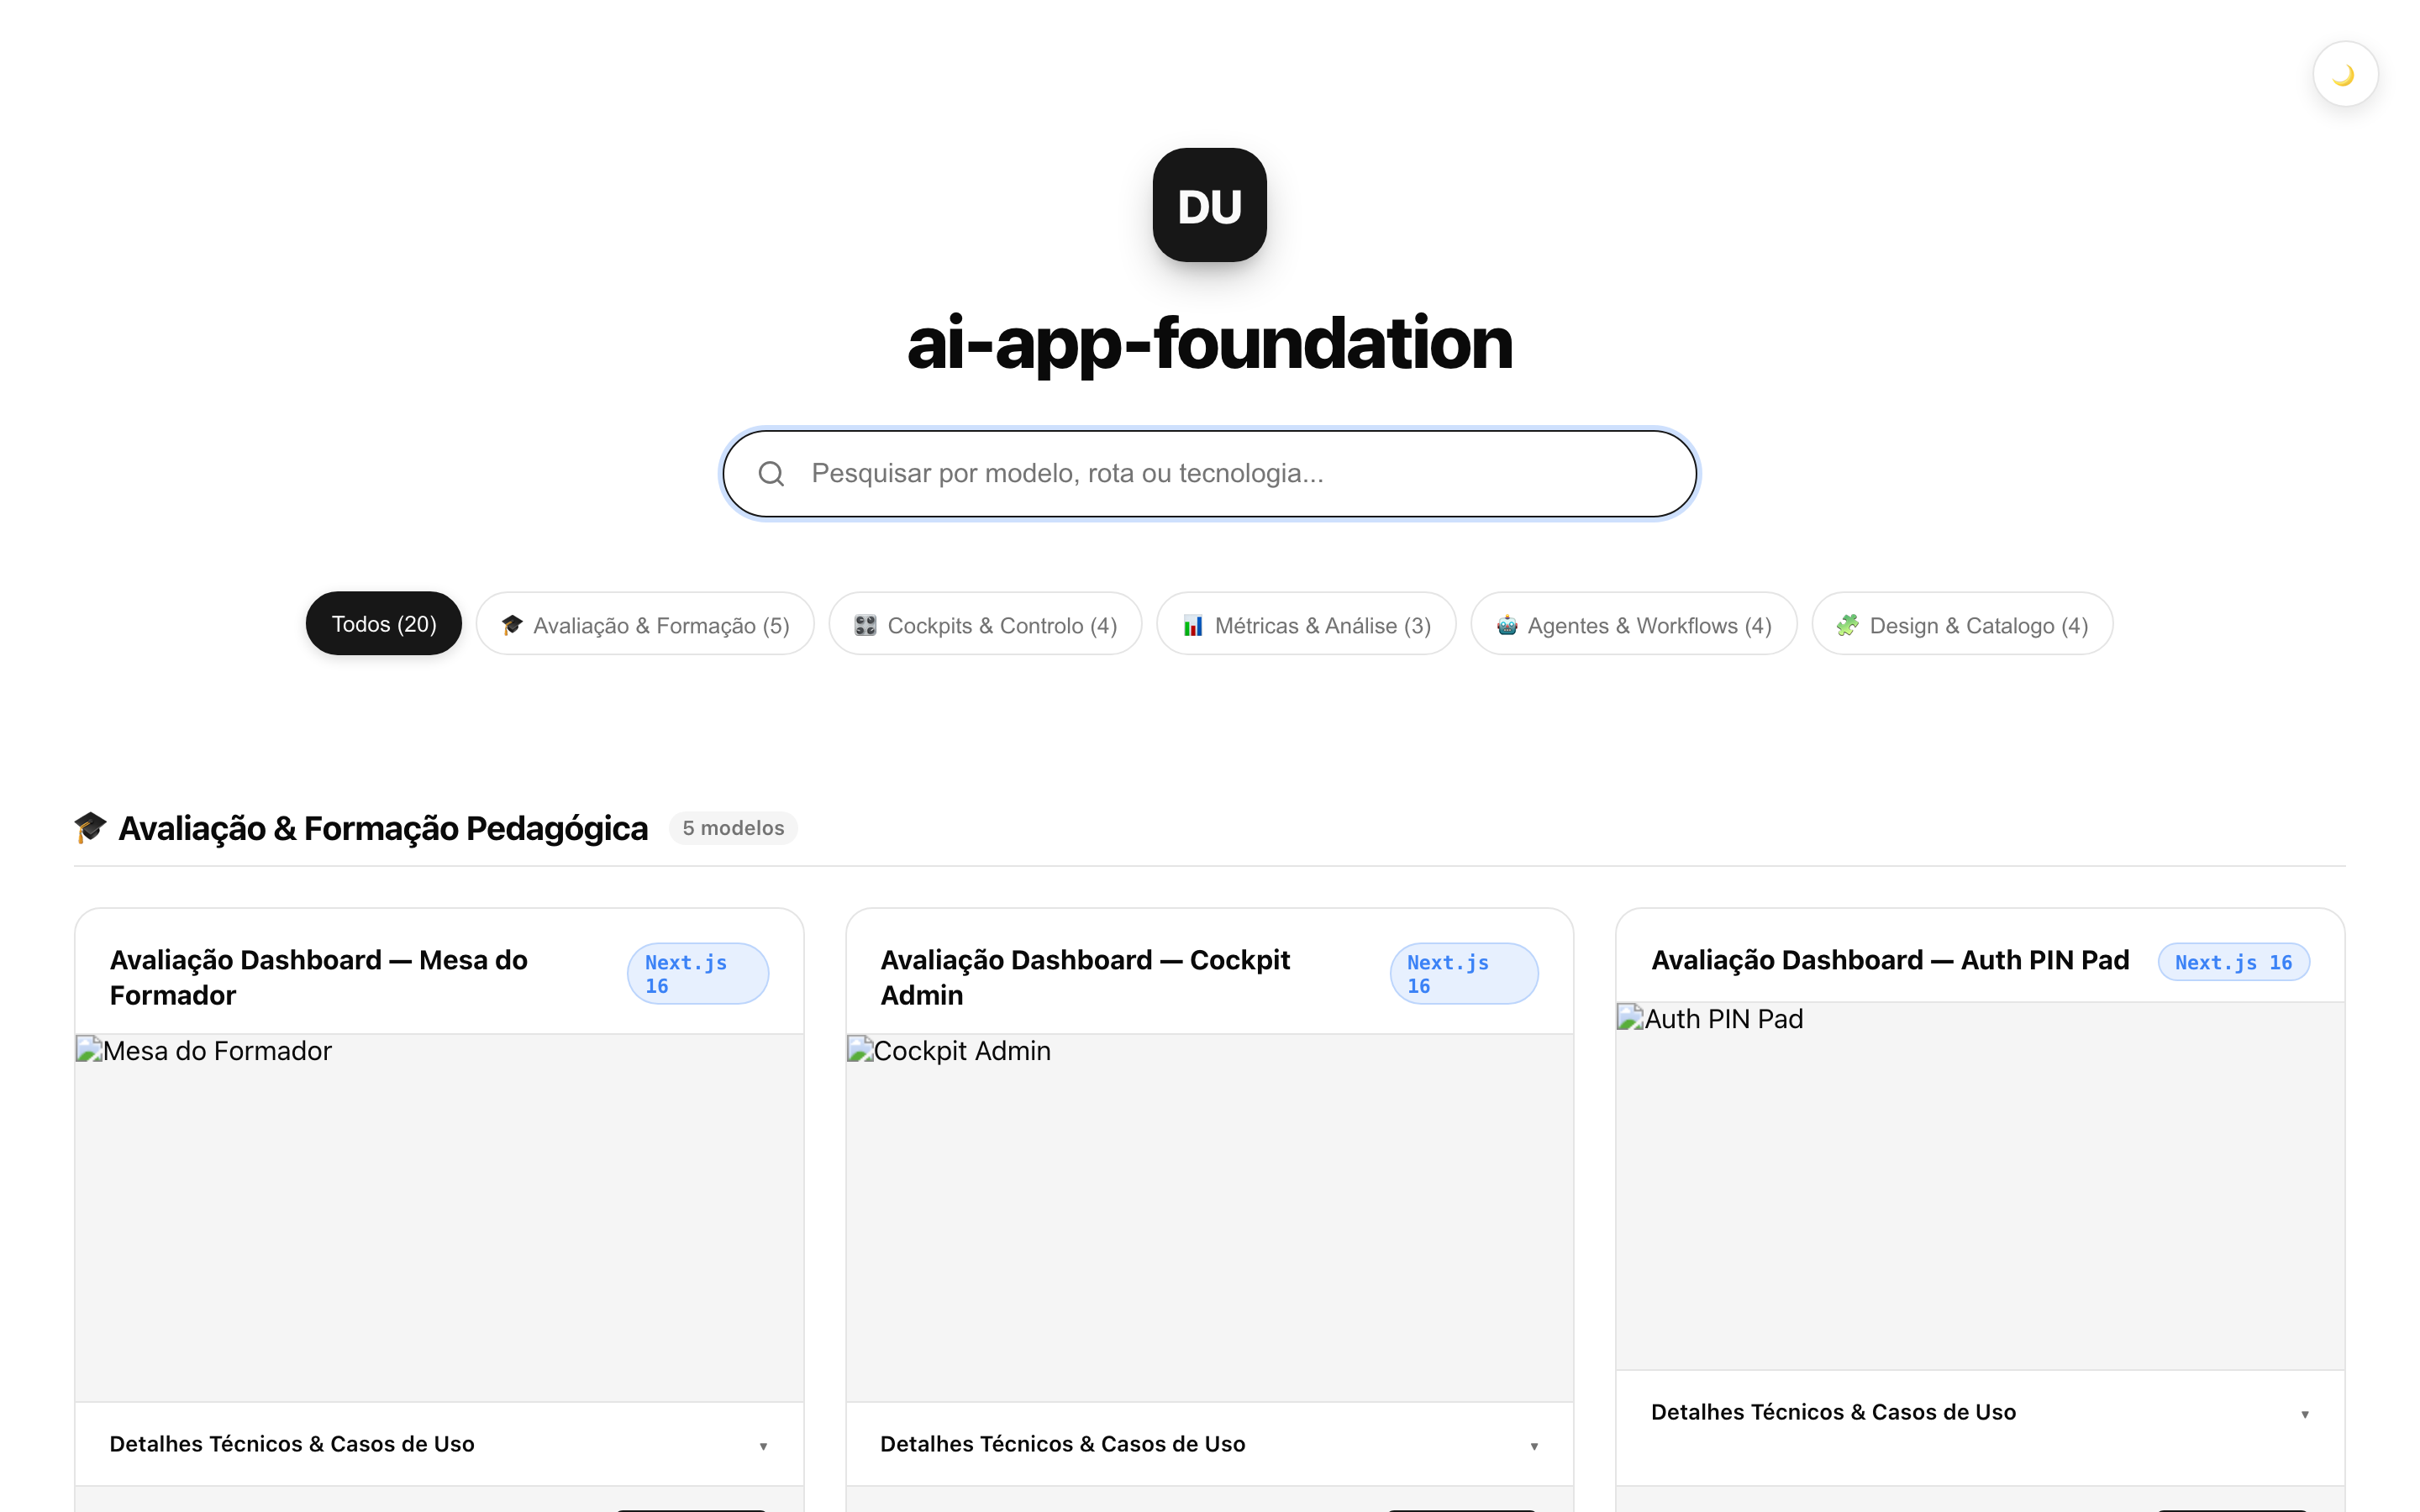 DU
ai-app-foundation
Pesquisar por modelo, rota ou tecnologia...
Todos (20)
Avaliação & Formação (5)
Cockpits & Controlo (4)
Métricas & Análise (3)
Agentes & Workflows (4)
Design & Catalogo (4)
Avaliação & Formação Pedagógica
5 modelos
Avaliação Dashboard — Mesa do
Formador
Next.js
16
Mesa do Formador
Detalhes Técnicos & Casos de Uso
Avaliação Dashboard — Cockpit
Admin
Next.js
16
Cockpit Admin
Detalhes Técnicos & Casos de Uso
Avaliação Dashboard — Auth PIN Pad
Next.js 16
Auth PIN Pad
Detalhes Técnicos & Casos de Uso